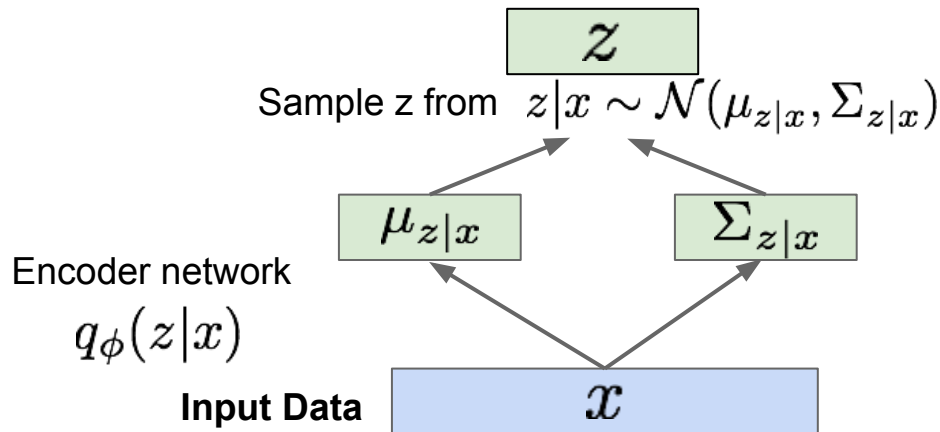 z
Sample z from z|x ∼ 𝒩(μ_{z|x}, Σ_{z|x})
μ_{z|x} Σ_{z|x}
Encoder network
q_ϕ(z|x)
Input Data x